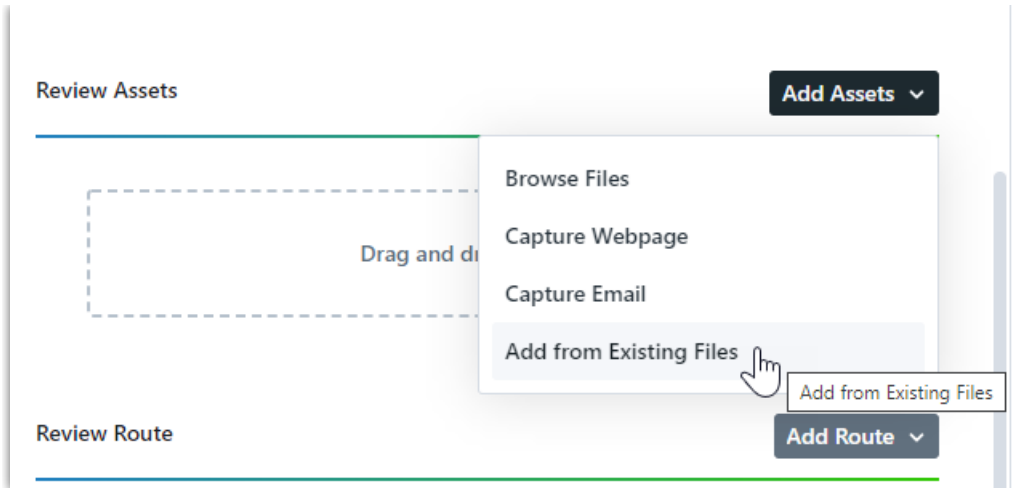 Review Assets
Add Assets
Browse Files
Capture Webpage
Drag and
Capture Email
Add from Existing Files
Add from Existing Files
Review Route
Add Route